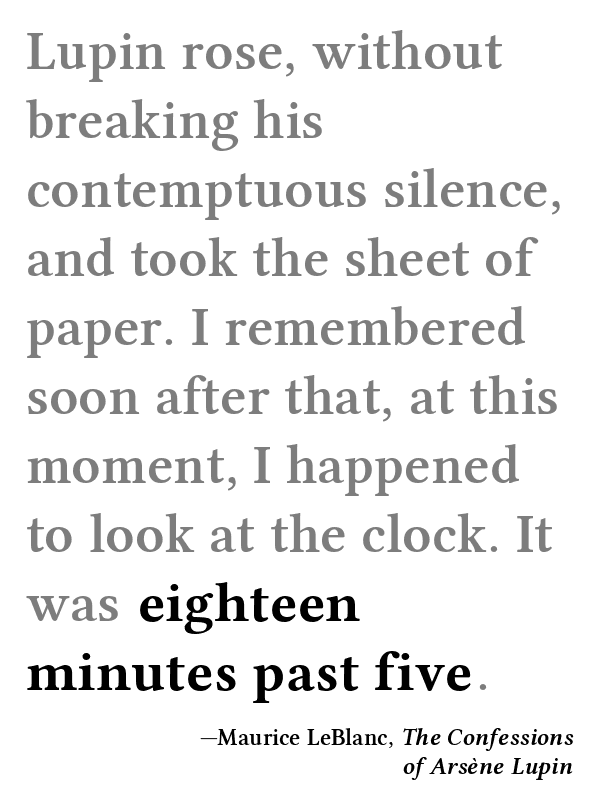 Lupin rose, without
breaking his
contemptuous silence,
and took the sheet of
paper. I remembered
soon after that, at this
moment, I happened
to look at the clock. It
was eighteen
minutes past five.
—Maurice LeBlanc, The Confessions
of Arsène Lupin